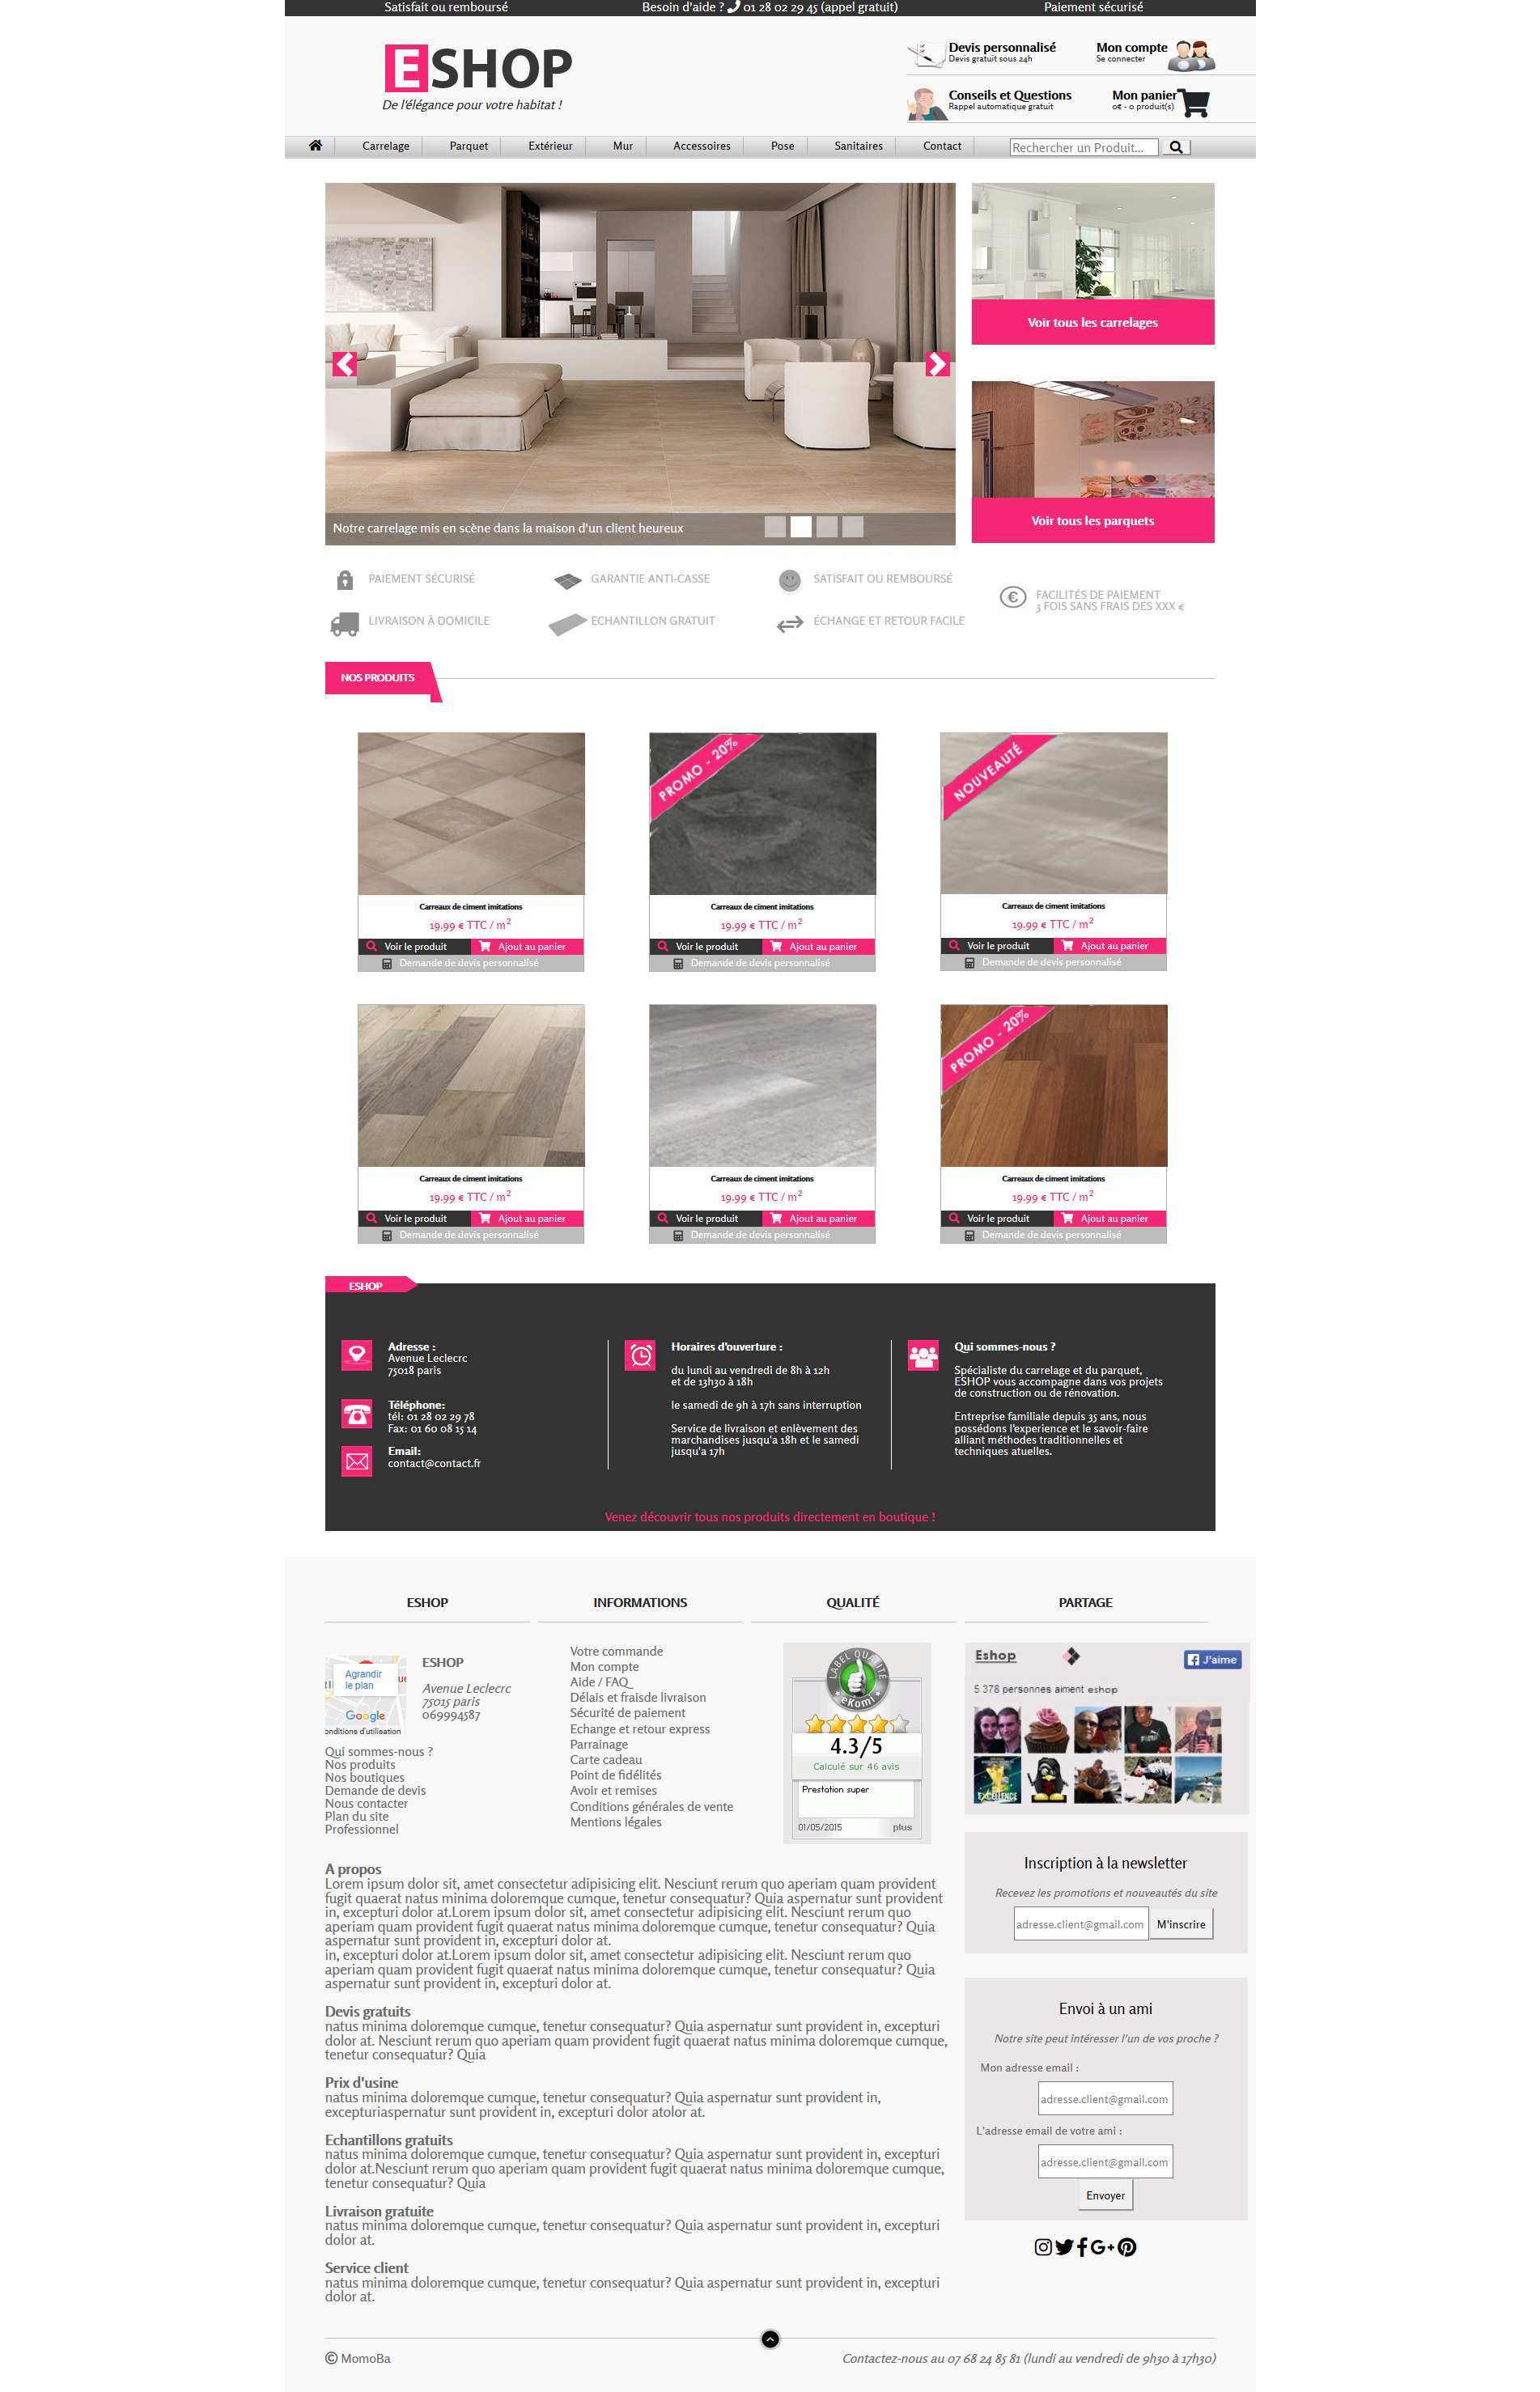 Satisfait ou remboursé
Besoin d'aide ? 01 28 02 29 45 (appel gratuit)
Paiement sécurisé
ESHOP
De l'élégance pour votre habitat !
Devis personnalisé
Devis gratuit sous 24h
Mon compte
Se connecter
Conseils et Questions
Rappel automatique gratuit
Mon panier
0€ - 0 produit(s)
Carrelage
Parquet
Extérieur
Mur
Accessoires
Pose
Sanitaires
Contact
Rechercher un Produit...
Voir tous les carrelages
Voir tous les parquets
Notre carrelage mis en scène dans la maison d'un client heureux
PAIEMENT SÉCURISÉ
GARANTIE ANTI-CASSE
SATISFAIT OU REMBOURSÉ
FACILITÉS DE PAIEMENT
3 FOIS SANS FRAIS DES XXX €
LIVRAISON À DOMICILE
ECHANTILLON GRATUIT
ÉCHANGE ET RETOUR FACILE
NOS PRODUITS
Carreaux de ciment imitations
19.99 € TTC / m²
Voir le produit
Ajout au panier
Demande de devis personnalisé
PROMO - 20%
Carreaux de ciment imitations
19.99 € TTC / m²
Voir le produit
Ajout au panier
Demande de devis personnalisé
NOUVEAUTÉ
Carreaux de ciment imitations
19.99 € TTC / m²
Voir le produit
Ajout au panier
Demande de devis personnalisé
Carreaux de ciment imitations
19.99 € TTC / m²
Voir le produit
Ajout au panier
Demande de devis personnalisé
Carreaux de ciment imitations
19.99 € TTC / m²
Voir le produit
Ajout au panier
Demande de devis personnalisé
PROMO - 20%
Carreaux de ciment imitations
19.99 € TTC / m²
Voir le produit
Ajout au panier
Demande de devis personnalisé
ESHOP
Adresse :
Avenue Leclecrc
75018 paris
Téléphone:
tél: 01 28 02 29 78
Fax: 01 60 08 15 14
Email:
contact@contact.fr
Horaires d'ouverture :
du lundi au vendredi de 8h à 12h
et de 13h30 à 18h
le samedi de 9h à 17h sans interruption
Service de livraison et enlèvement des
marchandises jusqu'a 18h et le samedi
jusqu'a 17h
Qui sommes-nous ?
Spécialiste du carrelage et du parquet,
ESHOP vous accompagne dans vos projets
de construction ou de rénovation.
Entreprise familiale depuis 35 ans, nous
possédons l'experience et le savoir-faire
alliant méthodes traditionnelles et
techniques atuelles.
Venez découvrir tous nos produits directement en boutique !
ESHOP
Agrandir
le plan
Google
onditions d'utilisation
ESHOP
Avenue Leclecrc
75015 paris
069994587
Qui sommes-nous ?
Nos produits
Nos boutiques
Demande de devis
Nous contacter
Plan du site
Professionnel
INFORMATIONS
Votre commande
Mon compte
Aide / FAQ
Délais et fraisde livraison
Sécurité de paiement
Echange et retour express
Parrainage
Carte cadeau
Point de fidélités
Avoir et remises
Conditions générales de vente
Mentions légales
QUALITÉ
LABEL QUALITÉ
eKomi
4.3/5
Calculé sur 46 avis
Prestation super
01/05/2015
plus
PARTAGE
Eshop
J'aime
5 378 personnes aiment eshop
EXCELLENCE
A propos
Lorem ipsum dolor sit, amet consectetur adipisicing elit. Nesciunt rerum quo aperiam quam provident
fugit quaerat natus minima doloremque cumque, tenetur consequatur? Quia aspernatur sunt provident
in, excepturi dolor at.Lorem ipsum dolor sit, amet consectetur adipisicing elit. Nesciunt rerum quo
aperiam quam provident fugit quaerat natus minima doloremque cumque, tenetur consequatur? Quia
aspernatur sunt provident in, excepturi dolor at.
in, excepturi dolor at.Lorem ipsum dolor sit, amet consectetur adipisicing elit. Nesciunt rerum quo
aperiam quam provident fugit quaerat natus minima doloremque cumque, tenetur consequatur? Quia
aspernatur sunt provident in, excepturi dolor at.
Devis gratuits
natus minima doloremque cumque, tenetur consequatur? Quia aspernatur sunt provident in, excepturi
dolor at. Nesciunt rerum quo aperiam quam provident fugit quaerat natus minima doloremque cumque,
tenetur consequatur? Quia
Prix d'usine
natus minima doloremque cumque, tenetur consequatur? Quia aspernatur sunt provident in,
excepturiaspernatur sunt provident in, excepturi dolor atolor at.
Echantillons gratuits
natus minima doloremque cumque, tenetur consequatur? Quia aspernatur sunt provident in, excepturi
dolor at.Nesciunt rerum quo aperiam quam provident fugit quaerat natus minima doloremque cumque,
tenetur consequatur? Quia
Livraison gratuite
natus minima doloremque cumque, tenetur consequatur? Quia aspernatur sunt provident in, excepturi
dolor at.
Service client
natus minima doloremque cumque, tenetur consequatur? Quia aspernatur sunt provident in, excepturi
dolor at.
Inscription à la newsletter
Recevez les promotions et nouveautés du site
adresse.client@gmail.com
M'inscrire
Envoi à un ami
Notre site peut intéresser l'un de vos proche ?
Mon adresse email :
adresse.client@gmail.com
L'adresse email de votre ami :
adresse.client@gmail.com
Envoyer
© MomoBa
Contactez-nous au 07 68 24 85 81 (lundi au vendredi de 9h30 à 17h30)